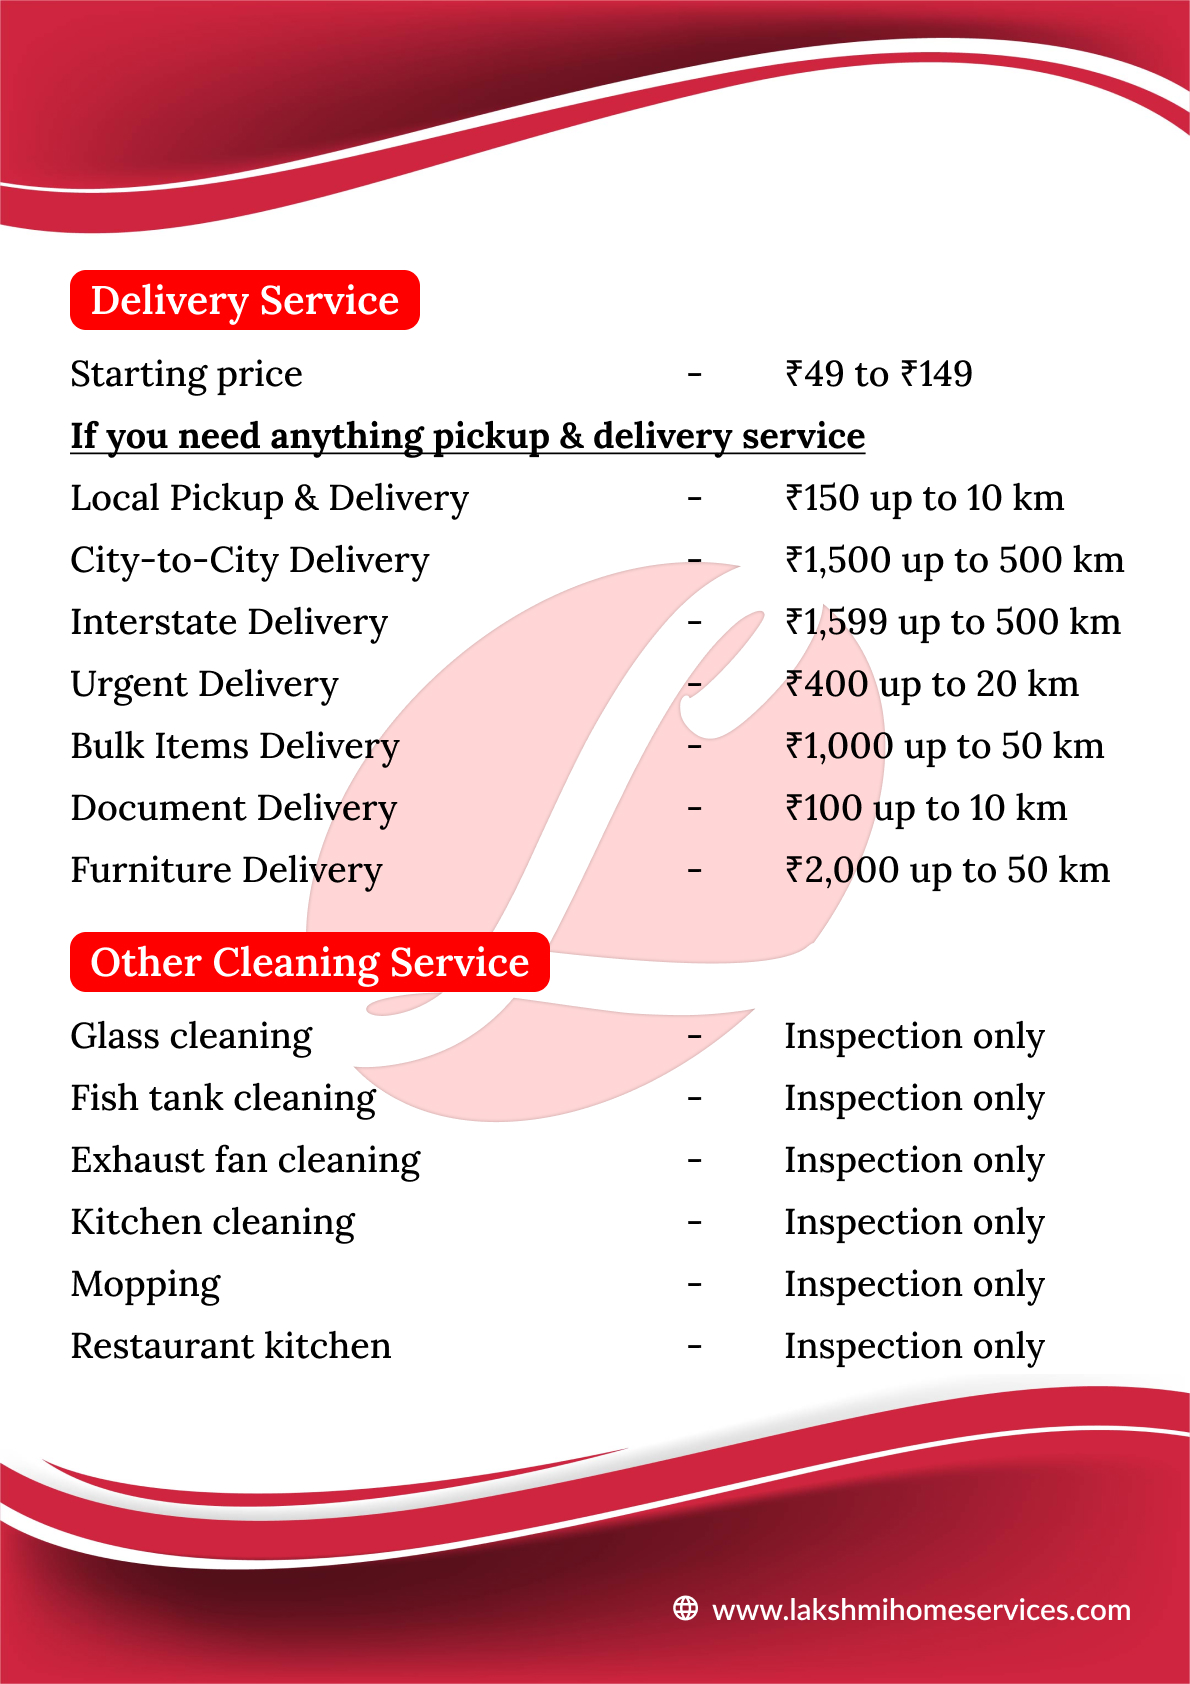 Delivery Service
Starting price - ₹49 to ₹149
If you need anything pickup & delivery service
Local Pickup & Delivery - ₹150 up to 10 km
City-to-City Delivery - ₹1,500 up to 500 km
Interstate Delivery - ₹1,599 up to 500 km
Urgent Delivery - ₹400 up to 20 km
Bulk Items Delivery - ₹1,000 up to 50 km
Document Delivery - ₹100 up to 10 km
Furniture Delivery - ₹2,000 up to 50 km
Other Cleaning Service
Glass cleaning - Inspection only
Fish tank cleaning - Inspection only
Exhaust fan cleaning - Inspection only
Kitchen cleaning - Inspection only
Mopping - Inspection only
Restaurant kitchen - Inspection only
www.lakshmihomeservices.com